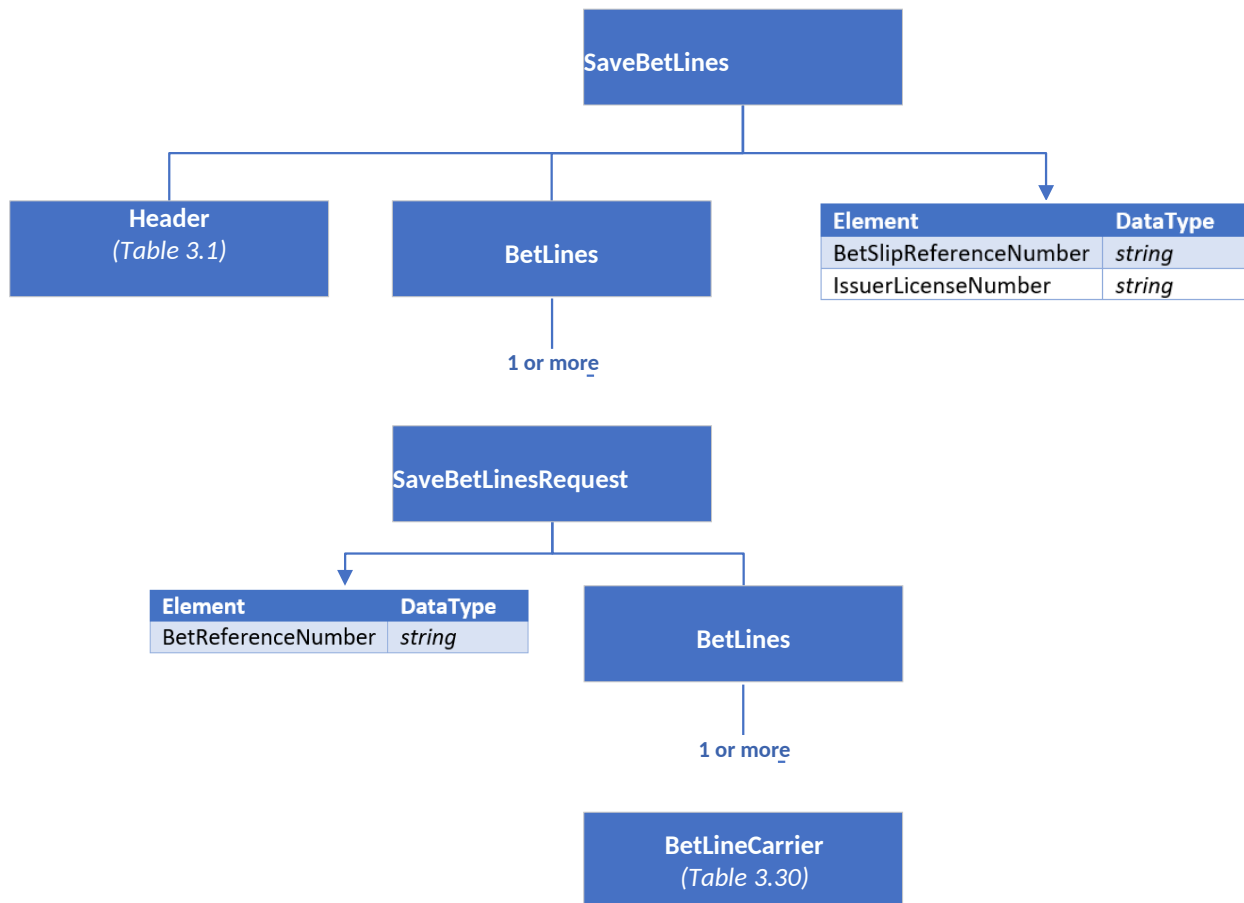 SaveBetLines
Header
(Table 3.1)
BetLines
Element DataType
BetSlipReferenceNumber string
IssuerLicenseNumber string
1 or more
SaveBetLinesRequest
Element DataType
BetReferenceNumber string
BetLines
1 or more
BetLineCarrier
(Table 3.30)